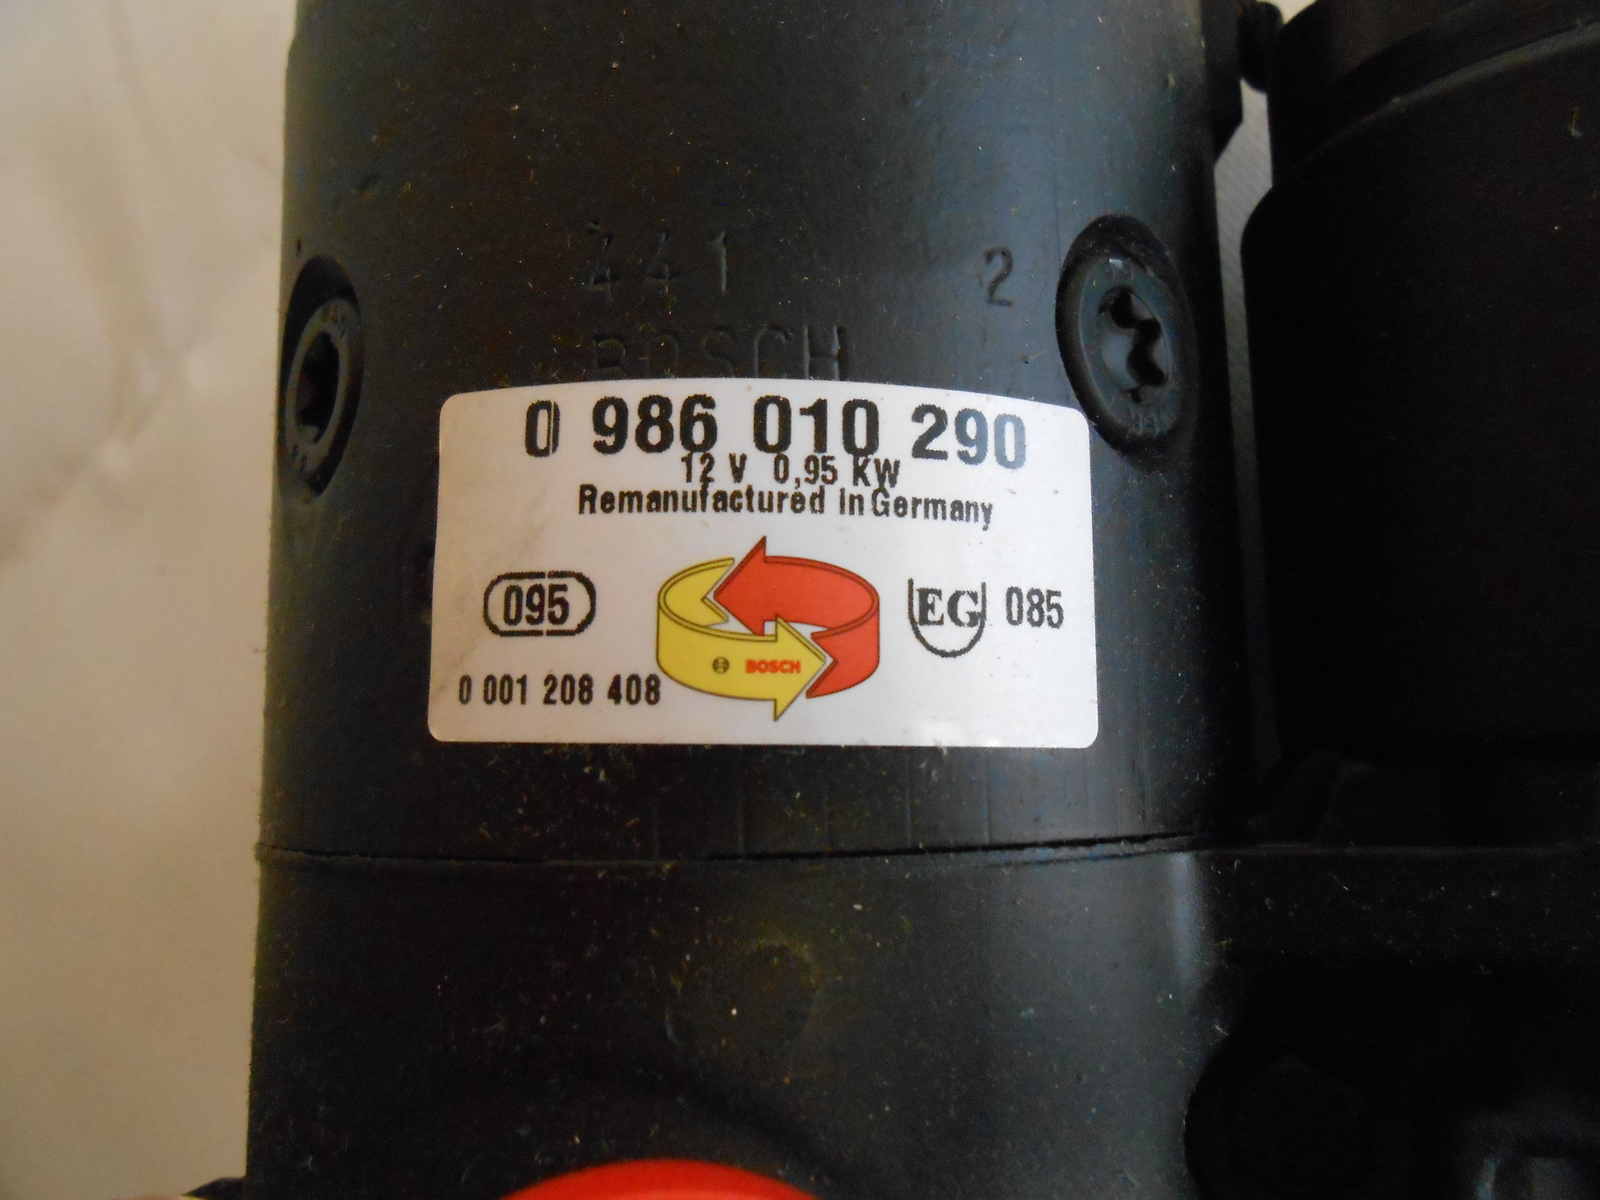 441 2
BOSCH
0 986 010 290
12 V 0,95 KW
Remanufactured in Germany
095
EG 085
BOSCH
0 001 208 408